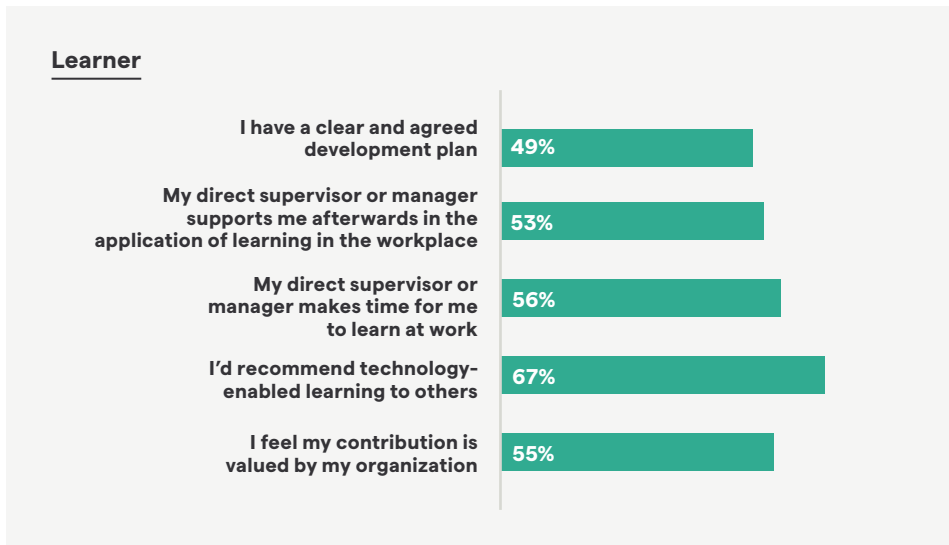 Learner
I have a clear and agreed
development plan
49%
My direct supervisor or manager
supports me afterwards in the
application of learning in the workplace
53%
My direct supervisor or
manager makes time for me
to learn at work
56%
I’d recommend technology-
enabled learning to others
67%
I feel my contribution is
valued by my organization
55%